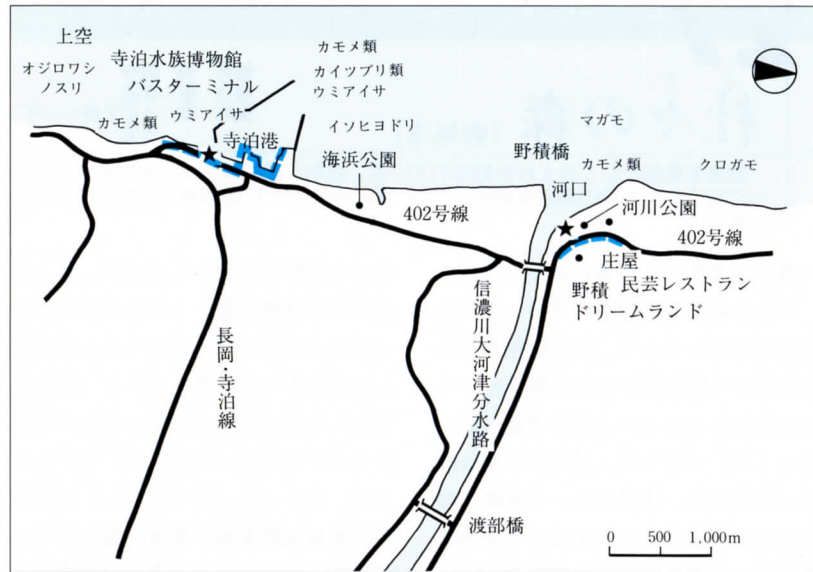 上空
オジロワシ
ノスリ
寺泊水族博物館
バスターミナル
カモメ類
カイツブリ類
ウミアイサ
カモメ類
ウミアイサ
寺泊港
イソヒヨドリ
海浜公園
402号線
野積橋
河口
マガモ
カモメ類
クロガモ
河川公園
402号線
庄屋
民芸レストラン
野積
ドリームランド
長岡・寺泊線
信濃川大河津分水路
渡部橋
0 500 1,000m